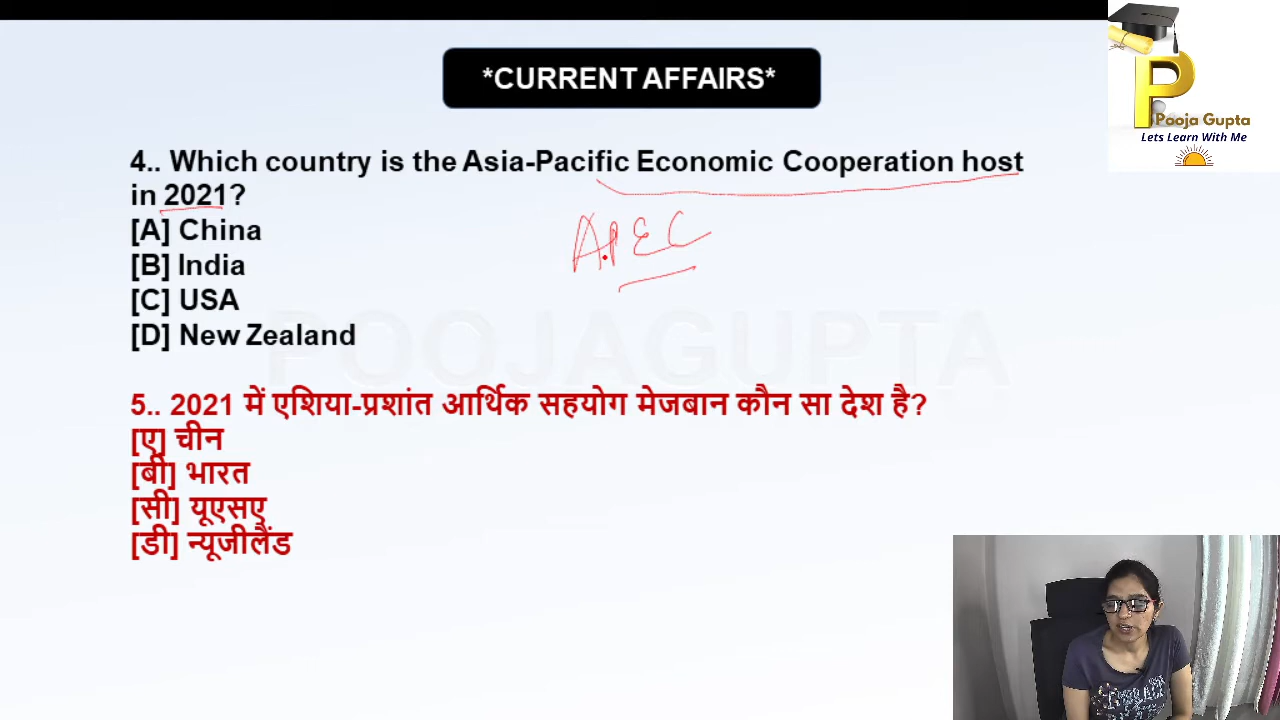 *CURRENT AFFAIRS*
Pooja Gupta
Lets Learn With Me
4.. Which country is the Asia-Pacific Economic Cooperation host
in 2021?
[A] China
[B] India
[C] USA
[D] New Zealand
APEC
POOJAGUPTA
5.. 2021 में एशिया-प्रशांत आर्थिक सहयोग मेजबान कौन सा देश है?
[ए] चीन
[बी] भारत
[सी] यूएसए
[डी] न्यूजीलैंड